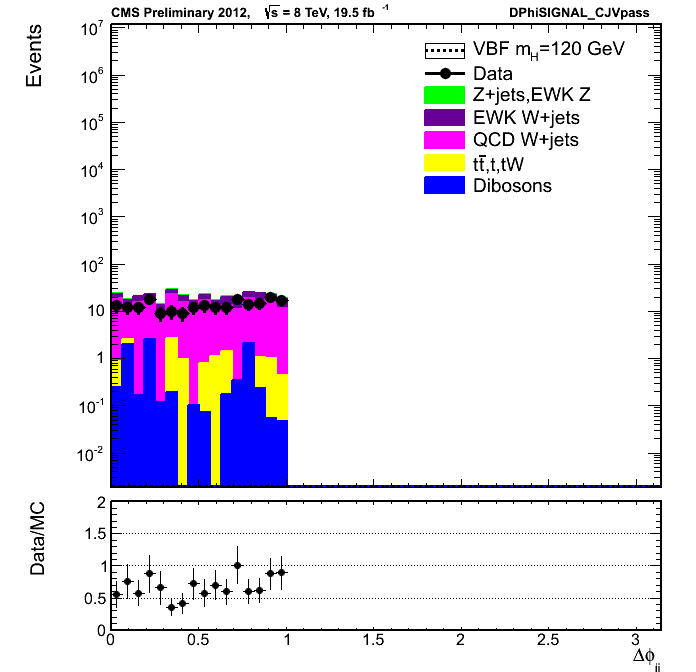 CMS Preliminary 2012, √s = 8 TeV, 19.5 fb⁻¹ DPhiSIGNAL_CJVpass
Events
10⁷
10⁶
10⁵
10⁴
10³
10²
10
1
10⁻¹
10⁻²
VBF m_H=120 GeV
Data
Z+jets,EWK Z
EWK W+jets
QCD W+jets
tt̄,t,tW
Dibosons
Data/MC
2
1.5
1
0.5
0
0 0.5 1 1.5 2 2.5 3
Δϕ_jj